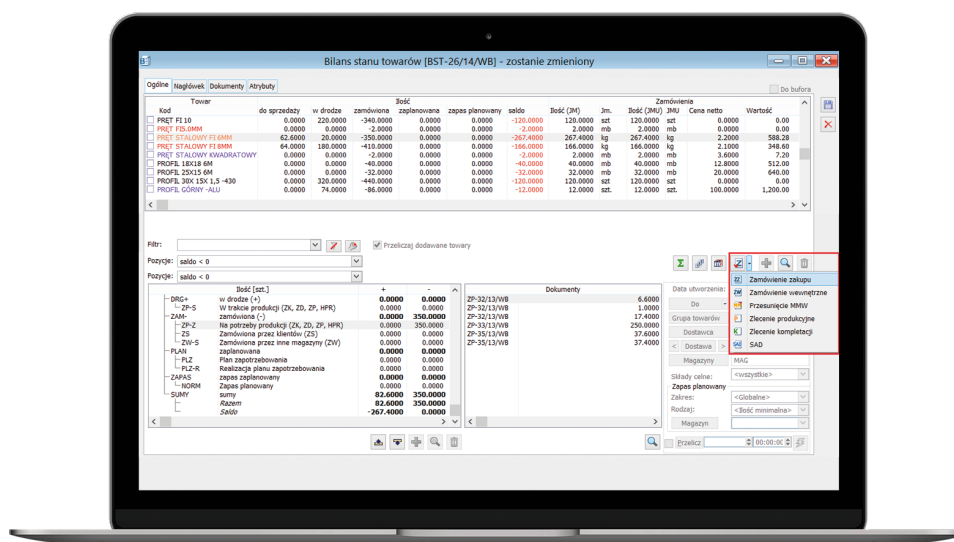 Bilans stanu towarów [BST-26/14/WB] - zostanie zmieniony
Ogólne Nagłówek Dokumenty Atrybuty
Do bufora
Towar Ilość Zamówienia
Kod do sprzedaży w drodze zamówiona zaplanowana zapas planowany saldo Ilość (JM) Jm. Ilość (JMU) JMU Cena netto Wartość
PRĘT FI 10 0.0000 220.0000 -340.0000 0.0000 0.0000 -120.0000 120.0000 szt 120.0000 szt 0.0000 0.00
PRĘT FI5.0MM 0.0000 0.0000 -2.0000 0.0000 0.0000 -2.0000 2.0000 mb 2.0000 mb 0.0000 0.00
PRĘT STALOWY FI 6MM 62.6000 20.0000 -350.0000 0.0000 0.0000 -267.4000 267.4000 kg 267.4000 kg 2.2000 588.28
PRĘT STALOWY FI 8MM 64.0000 180.0000 -410.0000 0.0000 0.0000 -166.0000 166.0000 kg 166.0000 kg 2.1000 348.60
PRĘT STALOWY KWADRATOWY 0.0000 0.0000 -2.0000 0.0000 0.0000 -2.0000 2.0000 mb 2.0000 mb 3.6000 7.20
PROFIL 18X18 6M 0.0000 0.0000 -40.0000 0.0000 0.0000 -40.0000 40.0000 mb 40.0000 mb 12.8000 512.00
PROFIL 25X15 6M 0.0000 0.0000 -32.0000 0.0000 0.0000 -32.0000 32.0000 mb 32.0000 mb 20.0000 640.00
PROFIL 30X 15X 1,5 -430 0.0000 320.0000 -440.0000 0.0000 0.0000 -120.0000 120.0000 szt 120.0000 szt 0.0000 0.00
PROFIL GÓRNY -ALU 0.0000 74.0000 -86.0000 0.0000 0.0000 -12.0000 12.0000 szt. 12.0000 szt. 100.0000 1,200.00
Filtr: Przeliczaj dodawane towary
Pozycje: saldo < 0
Pozycje: saldo < 0
Ilość [szt.] + -
DRG+ w drodze (+) 0.0000 0.0000
ZP-S W trakcie produkcji (ZK, ZD, ZP, HPR) 0.0000 0.0000
ZAM- zamówiona (-) 0.0000 350.0000
ZP-Z Na potrzeby produkcji (ZK, ZD, ZP, HPR) 0.0000 350.0000
ZS Zamówiona przez klientów (ZS) 0.0000 0.0000
ZW-S Zamówiona przez inne magazyny (ZW) 0.0000 0.0000
PLAN zaplanowana 0.0000 0.0000
PLZ Plan zapotrzebowania 0.0000 0.0000
PLZ-R Realizacja planu zapotrzebowania 0.0000 0.0000
ZAPAS zapas zaplanowany 0.0000 0.0000
NORM Zapas planowany 0.0000 0.0000
SUMY sumy 82.6000 350.0000
Razem 82.6000 350.0000
Saldo -267.4000 0.0000
Dokumenty
ZP-32/13/WB 6.6000
ZP-32/13/WB 1.0000
ZP-32/13/WB 17.4000
ZP-33/13/WB 250.0000
ZP-35/13/WB 37.6000
ZP-35/13/WB 37.4000
Data utworzenia:
Do
Grupa towarów
Dostawca
< Dostawa >
Magazyny MAG
Składy celne: <wszystkie>
Zapas planowany
Zakres: <Globalne>
Rodzaj: <Ilość minimalna>
Magazyn
Przelicz 00:00:00
ZZ Zamówienie zakupu
ZW Zamówienie wewnętrzne
Przesunięcie MMW
Zlecenie produkcyjne
Zlecenie kompletacji
SAD SAD